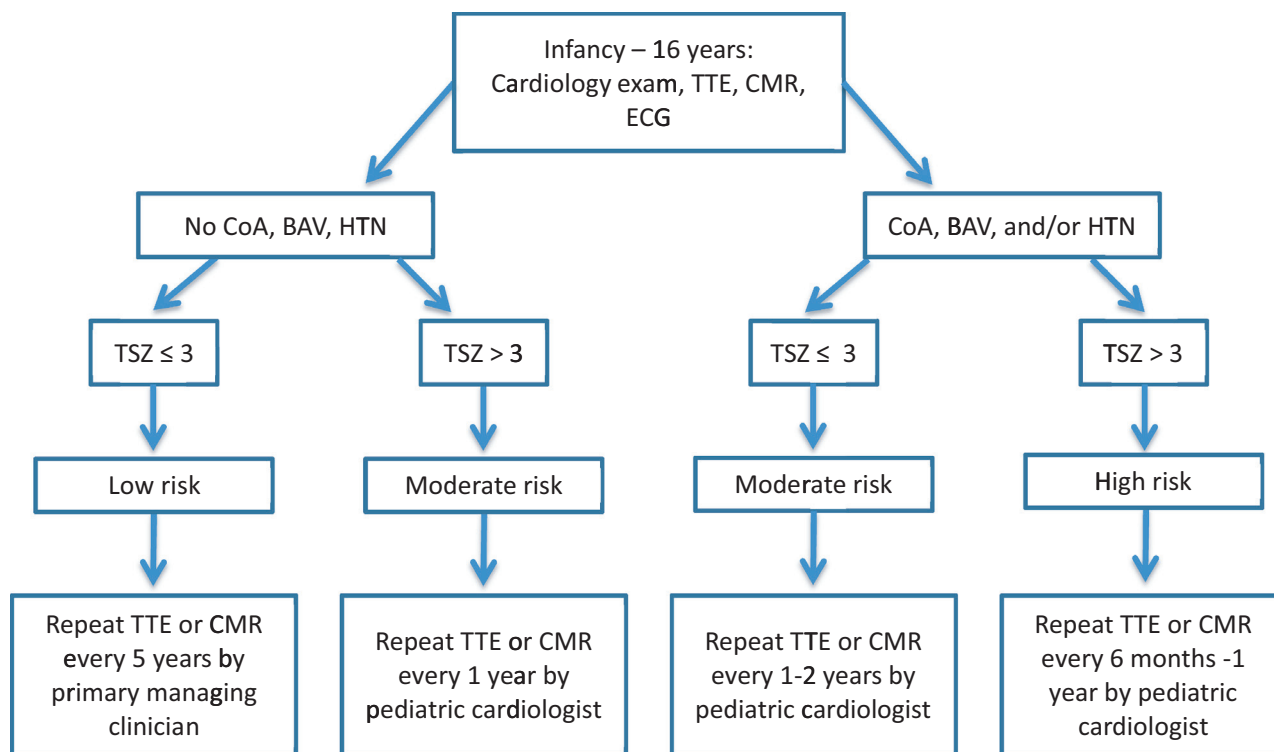 Infancy – 16 years:
Cardiology exam, TTE, CMR,
ECG
No CoA, BAV, HTN
CoA, BAV, and/or HTN
TSZ ≤ 3
TSZ > 3
TSZ ≤ 3
TSZ > 3
Low risk
Moderate risk
Moderate risk
High risk
Repeat TTE or CMR
every 5 years by
primary managing
clinician
Repeat TTE or CMR
every 1 year by
pediatric cardiologist
Repeat TTE or CMR
every 1-2 years by
pediatric cardiologist
Repeat TTE or CMR
every 6 months -1
year by pediatric
cardiologist